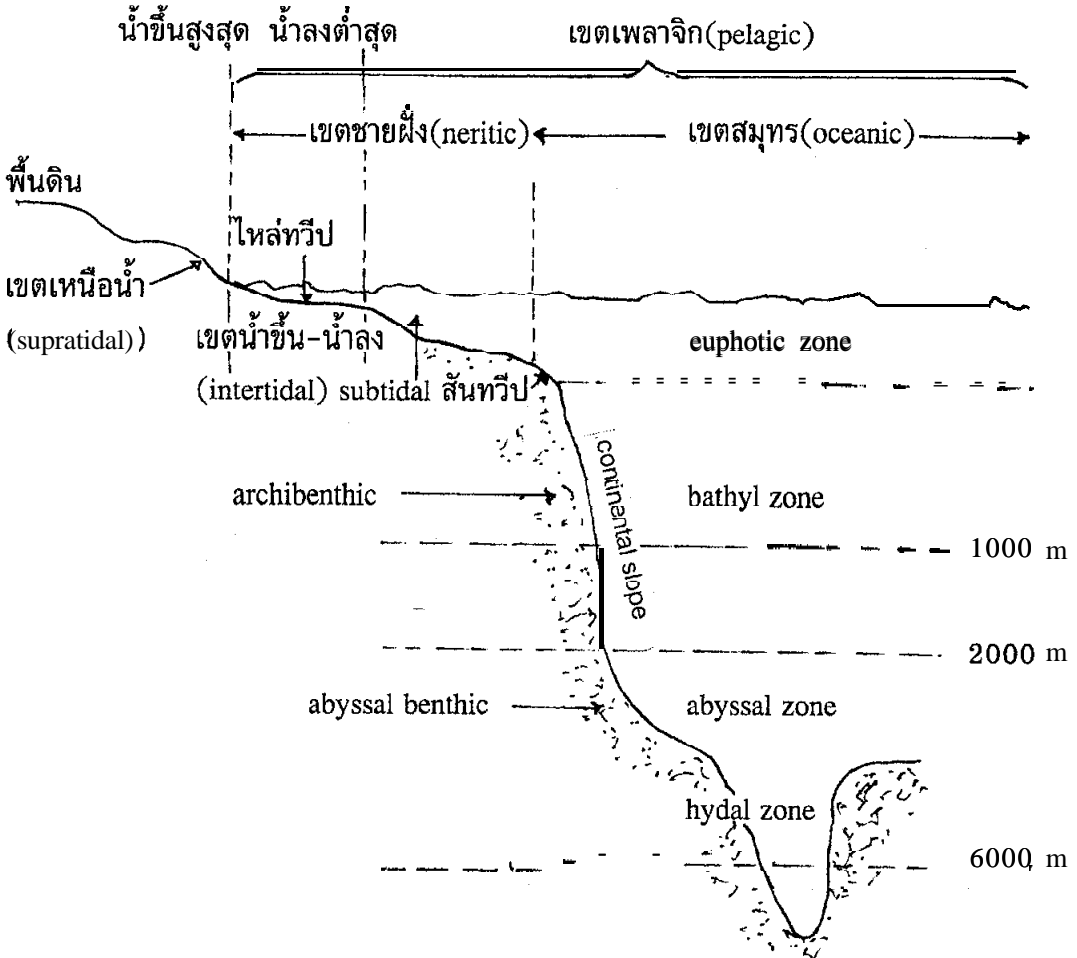 น้ำขึ้นสูงสุด น้ำลงต่ำสุด เขตเพลาจิก(pelagic)
เขตชายฝั่ง(neritic) เขตสมุทร(oceanic)
พื้นดิน
ไหล่ทวีป
เขตเหนือน้ำ
(supratidal))
เขตน้ำขึ้น-น้ำลง
euphotic zone
(intertidal) subtidal สันทวีป
continental slope
archibenthic
bathyl zone
1000 m
2000 m
abyssal benthic
abyssal zone
hydal zone
6000 m